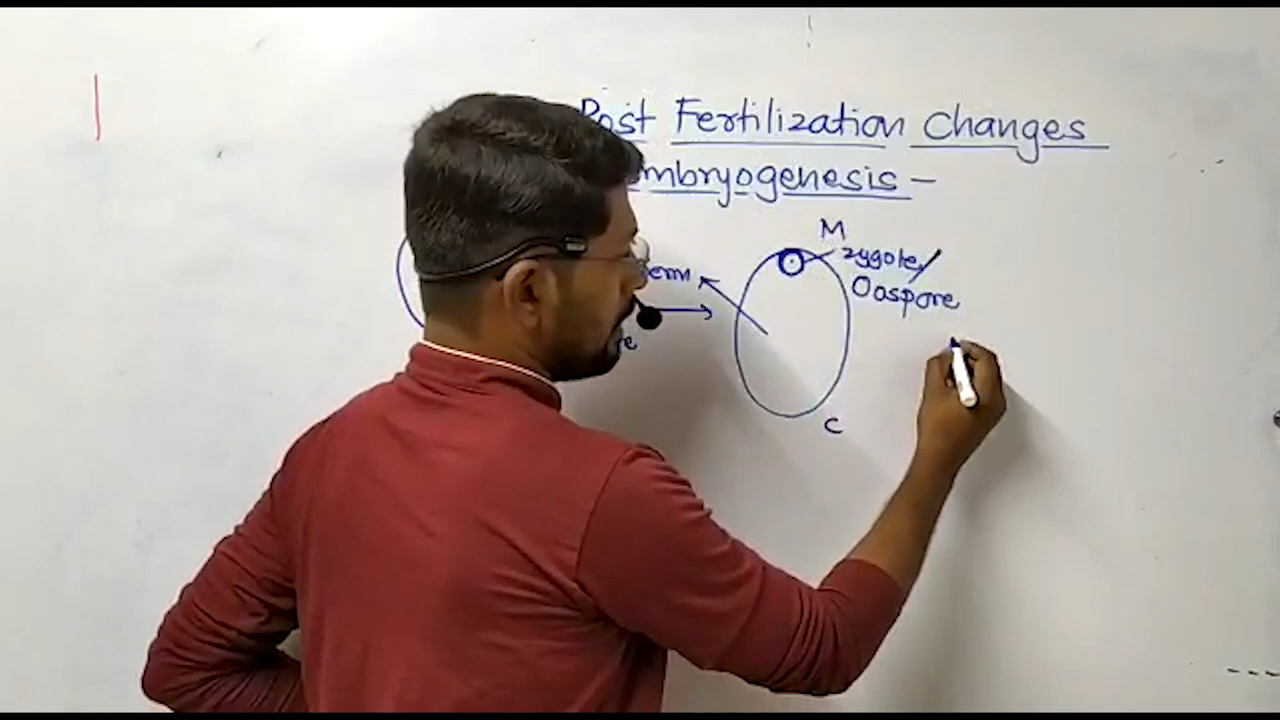 Post Fertilization Changes
mbryogenesis -
M
zygote/
Oospore
C